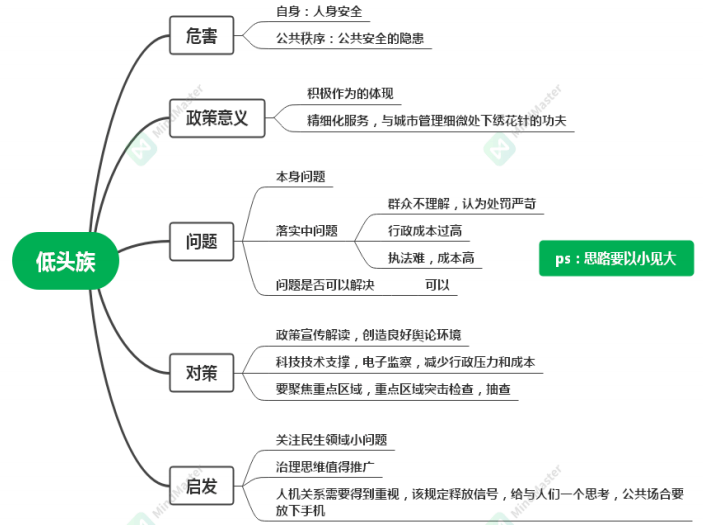 低头族
危害
自身：人身安全
公共秩序：公共安全的隐患
政策意义
积极作为的体现
精细化服务，与城市管理细微处下绣花针的功夫
问题
本身问题
落实中问题
群众不理解，认为处罚严苛
行政成本过高
执法难，成本高
问题是否可以解决
可以
对策
政策宣传解读，创造良好舆论环境
科技技术支撑，电子监察，减少行政压力和成本
要聚焦重点区域，重点区域突击检查，抽查
启发
关注民生领域小问题
治理思维值得推广
人机关系需要得到重视，该规定释放信号，给与人们一个思考，公共场合要
放下手机
ps：思路要以小见大
MindMaster
MindMaster
MindMaster
MindMaster